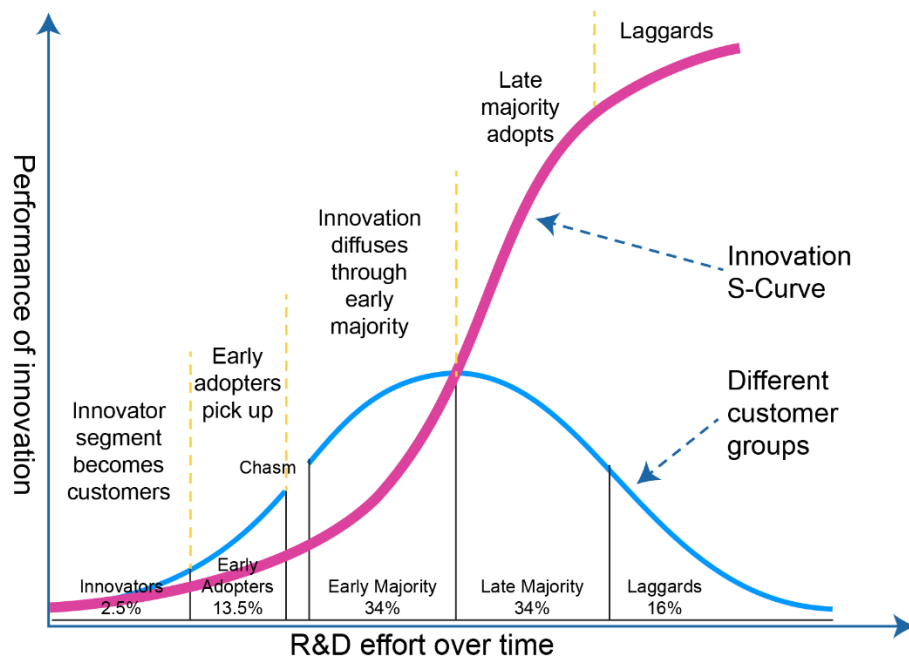 Laggards
Late
majority
adopts
Innovation
diffuses
through
early
majority
Innovation
S-Curve
Early
adopters
pick up
Different
customer
groups
Innovator
segment
becomes
customers
Chasm
Performance of innovation
Innovators
2.5%
Early
Adopters
13.5%
Early Majority
34%
Late Majority
34%
Laggards
16%
R&D effort over time